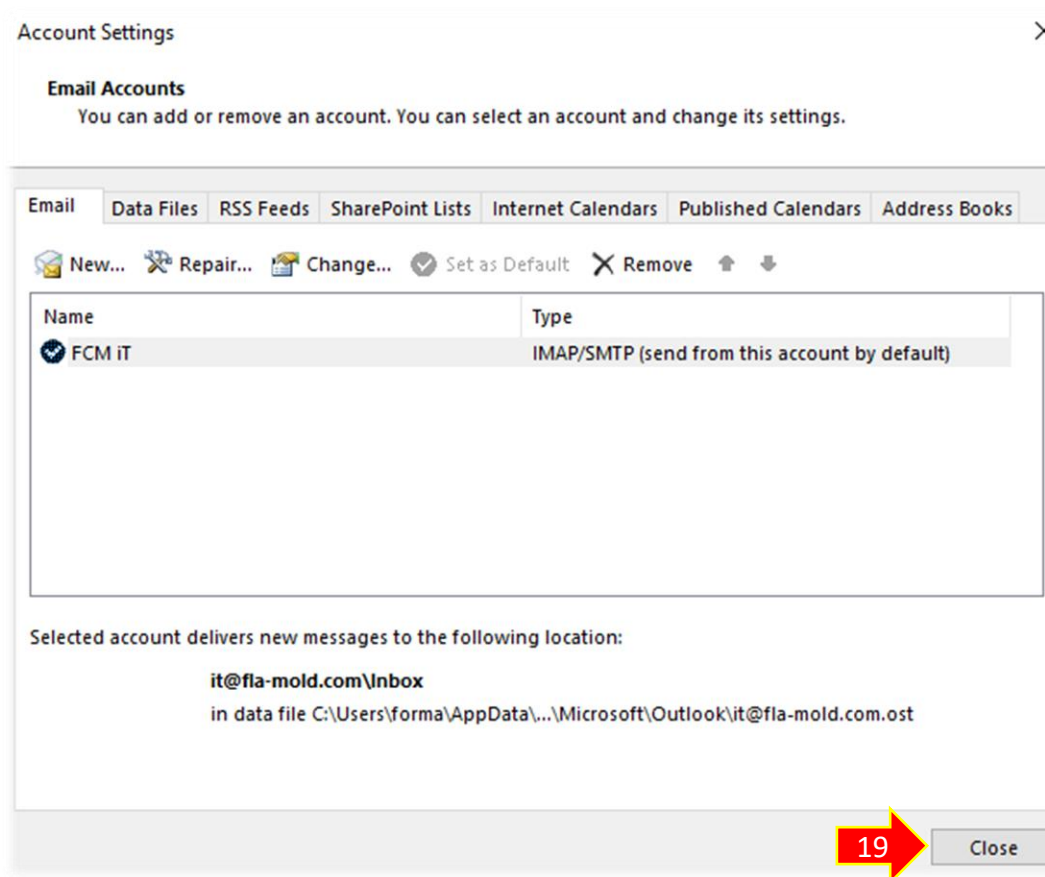 Account Settings
Email Accounts
You can add or remove an account. You can select an account and change its settings.
Email Data Files RSS Feeds SharePoint Lists Internet Calendars Published Calendars Address Books
New... Repair... Change... Set as Default Remove
Name Type
FCM iT IMAP/SMTP (send from this account by default)
Selected account delivers new messages to the following location:
it@fla-mold.com\Inbox
in data file C:\Users\forma\AppData\...\Microsoft\Outlook\it@fla-mold.com.ost
19 Close